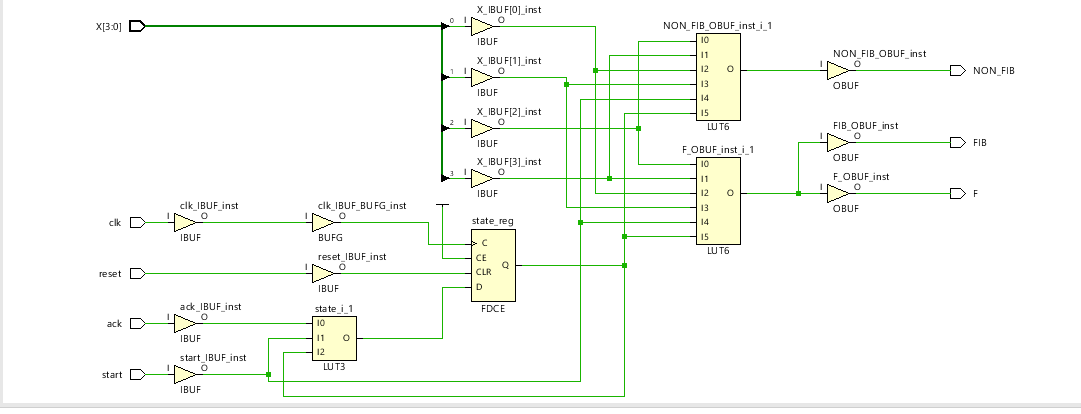 X[3:0]
0
I
X_IBUF[0]_inst
O
IBUF
1
I
X_IBUF[1]_inst
O
IBUF
2
I
X_IBUF[2]_inst
O
IBUF
3
I
X_IBUF[3]_inst
O
IBUF
NON_FIB_OBUF_inst_i_1
I0
I1
I2
I3
I4
I5
O
LUT6
NON_FIB_OBUF_inst
I
O
OBUF
NON_FIB
F_OBUF_inst_i_1
I0
I1
I2
I3
I4
I5
O
LUT6
FIB_OBUF_inst
I
O
OBUF
FIB
F_OBUF_inst
I
O
OBUF
F
clk
clk_IBUF_inst
I
O
IBUF
clk_IBUF_BUFG_inst
I
O
BUFG
state_reg
C
CE
CLR
D
Q
FDCE
reset
reset_IBUF_inst
I
O
IBUF
ack
ack_IBUF_inst
I
O
IBUF
state_i_1
I0
I1
I2
O
LUT3
start
start_IBUF_inst
I
O
IBUF